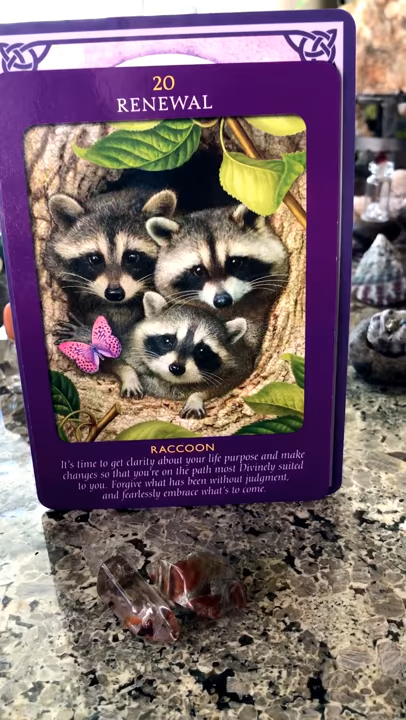 20
RENEWAL
RACCOON
It's time to get clarity about your life purpose and make
changes so that you're on the path most Divinely suited
to you. Forgive what has been without judgment,
and fearlessly embrace what's to come.